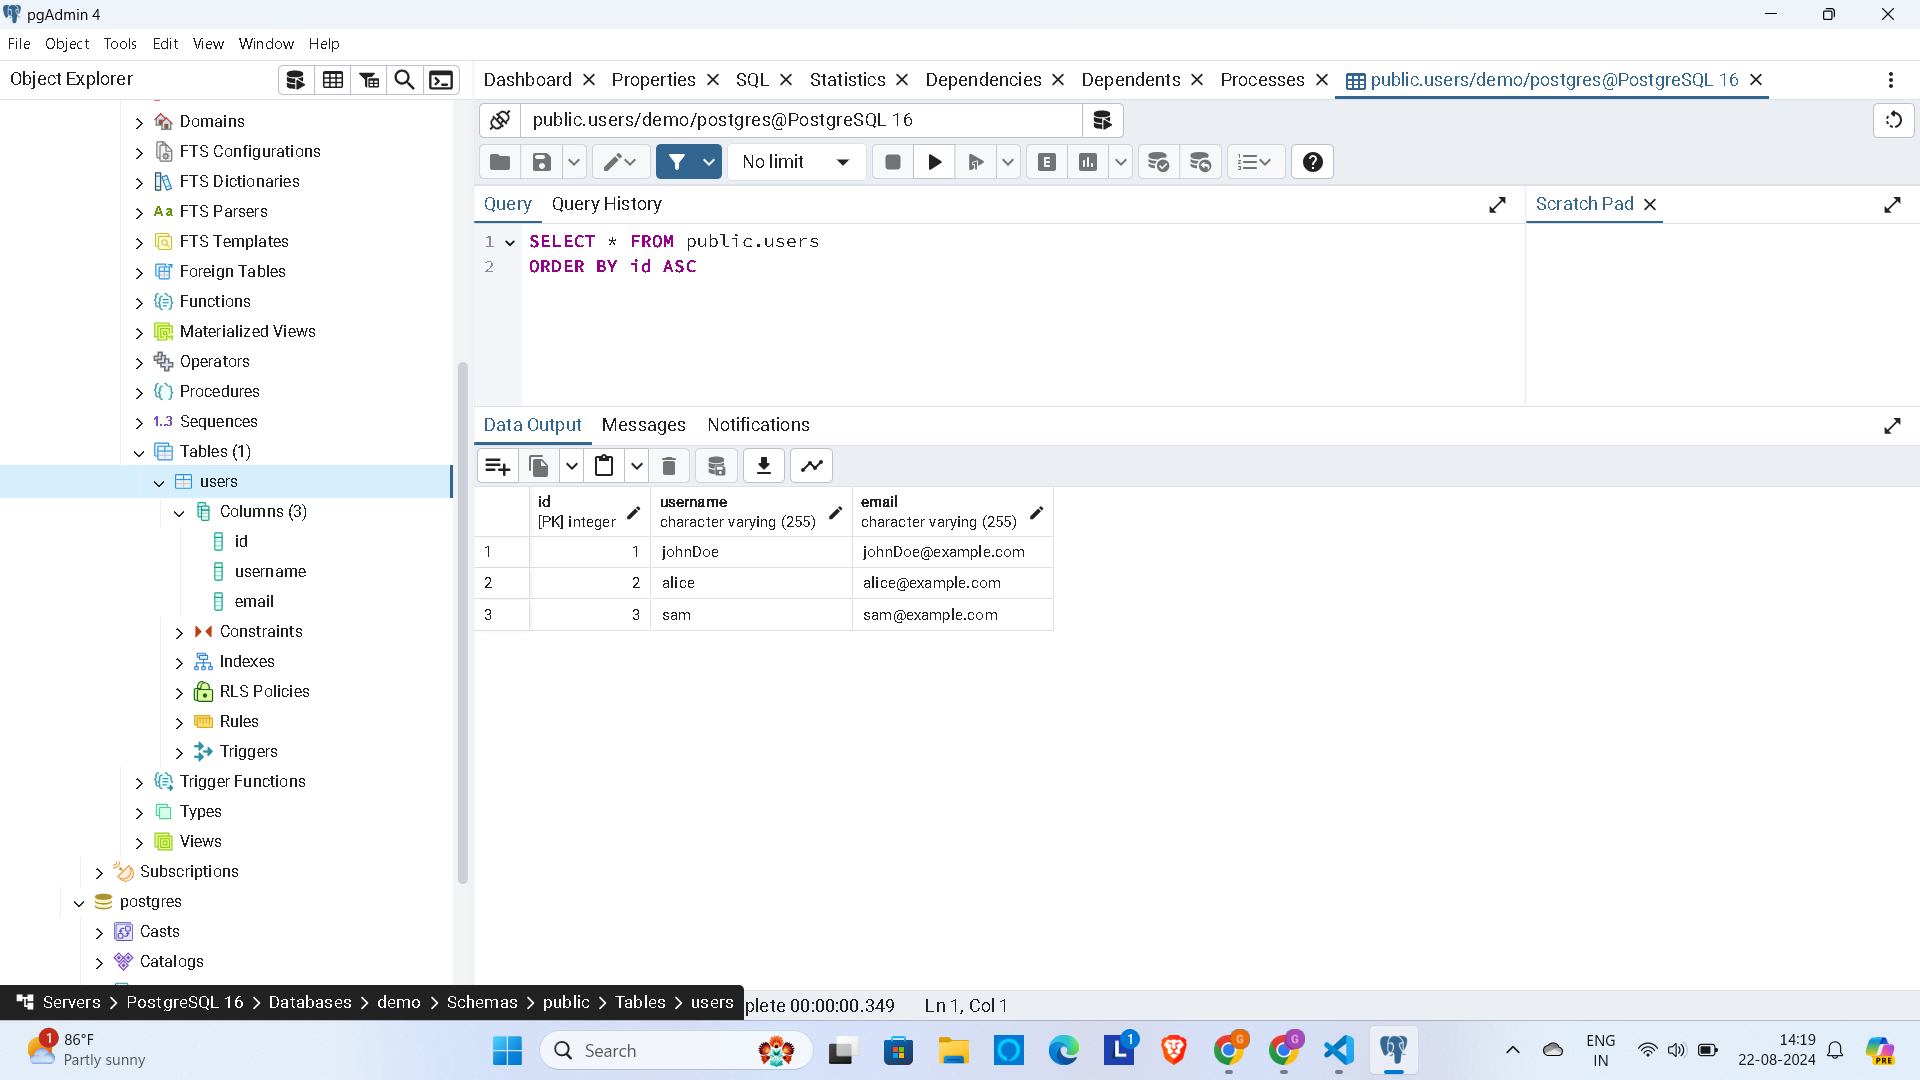 pgAdmin 4
File Object Tools Edit View Window Help
Object Explorer
Dashboard Properties SQL Statistics Dependencies Dependents Processes public.users/demo/postgres@PostgreSQL 16
public.users/demo/postgres@PostgreSQL 16
No limit
E
Query Query History
Scratch Pad
1 SELECT * FROM public.users
2 ORDER BY id ASC
Domains
FTS Configurations
FTS Dictionaries
Aa FTS Parsers
FTS Templates
Foreign Tables
Functions
Materialized Views
Operators
Procedures
1..3 Sequences
Tables (1)
users
Columns (3)
id
username
email
Constraints
Indexes
RLS Policies
Rules
Triggers
Trigger Functions
Types
Views
Subscriptions
postgres
Casts
Catalogs
Data Output Messages Notifications
id username email
[PK] integer character varying (255) character varying (255)
1 1 johnDoe johnDoe@example.com
2 2 alice alice@example.com
3 3 sam sam@example.com
Servers > PostgreSQL 16 > Databases > demo > Schemas > public > Tables > users
plete 00:00:00.349 Ln 1, Col 1
1 86°F
Partly sunny
Search
L 1
G
G
ENG
IN
14:19
22-08-2024
PRE